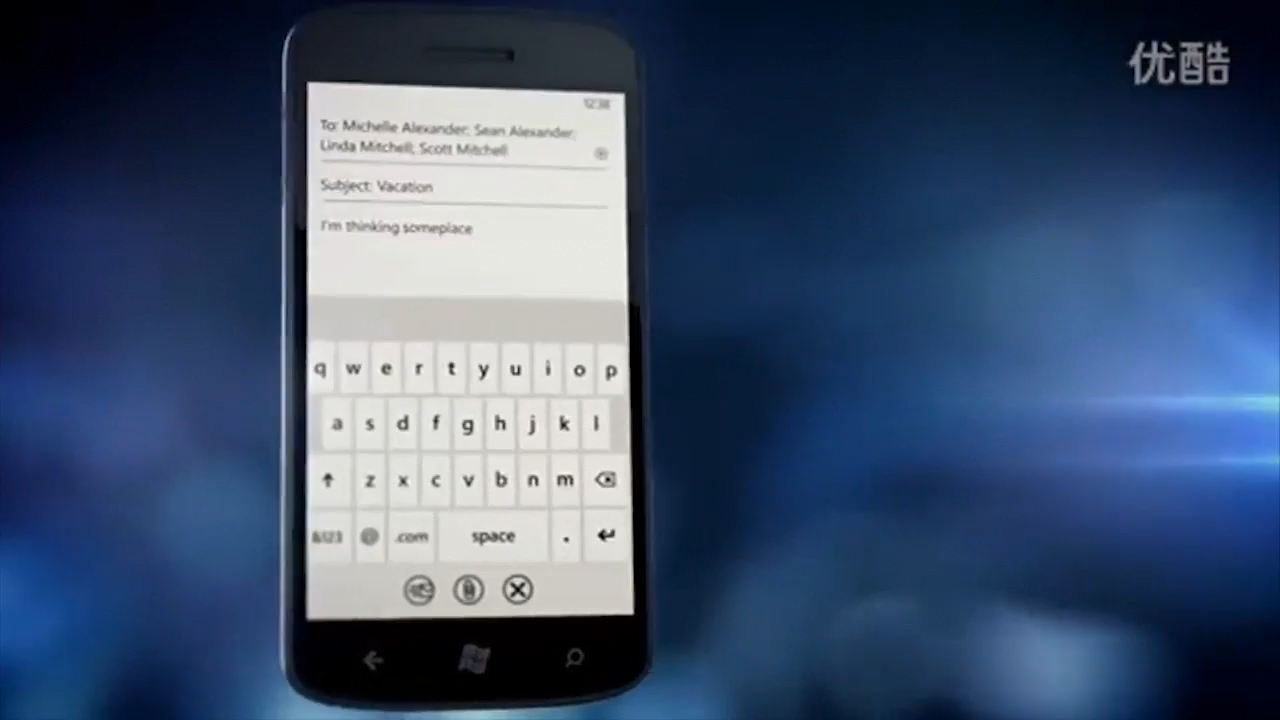 优酷
12:38
To: Michelle Alexander; Sean Alexander;
Linda Mitchell; Scott Mitchell
Subject: Vacation
I'm thinking someplace
q w e r t y u i o p
a s d f g h j k l
z x c v b n m
&123 @ .com space .